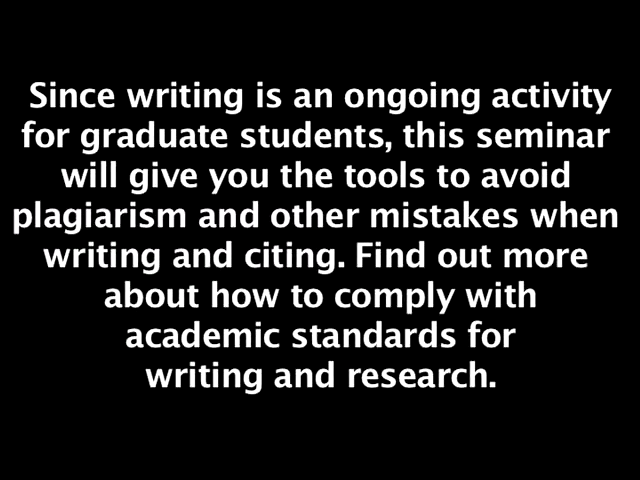 Since writing is an ongoing activity
for graduate students, this seminar
will give you the tools to avoid
plagiarism and other mistakes when
writing and citing. Find out more
about how to comply with
academic standards for
writing and research.